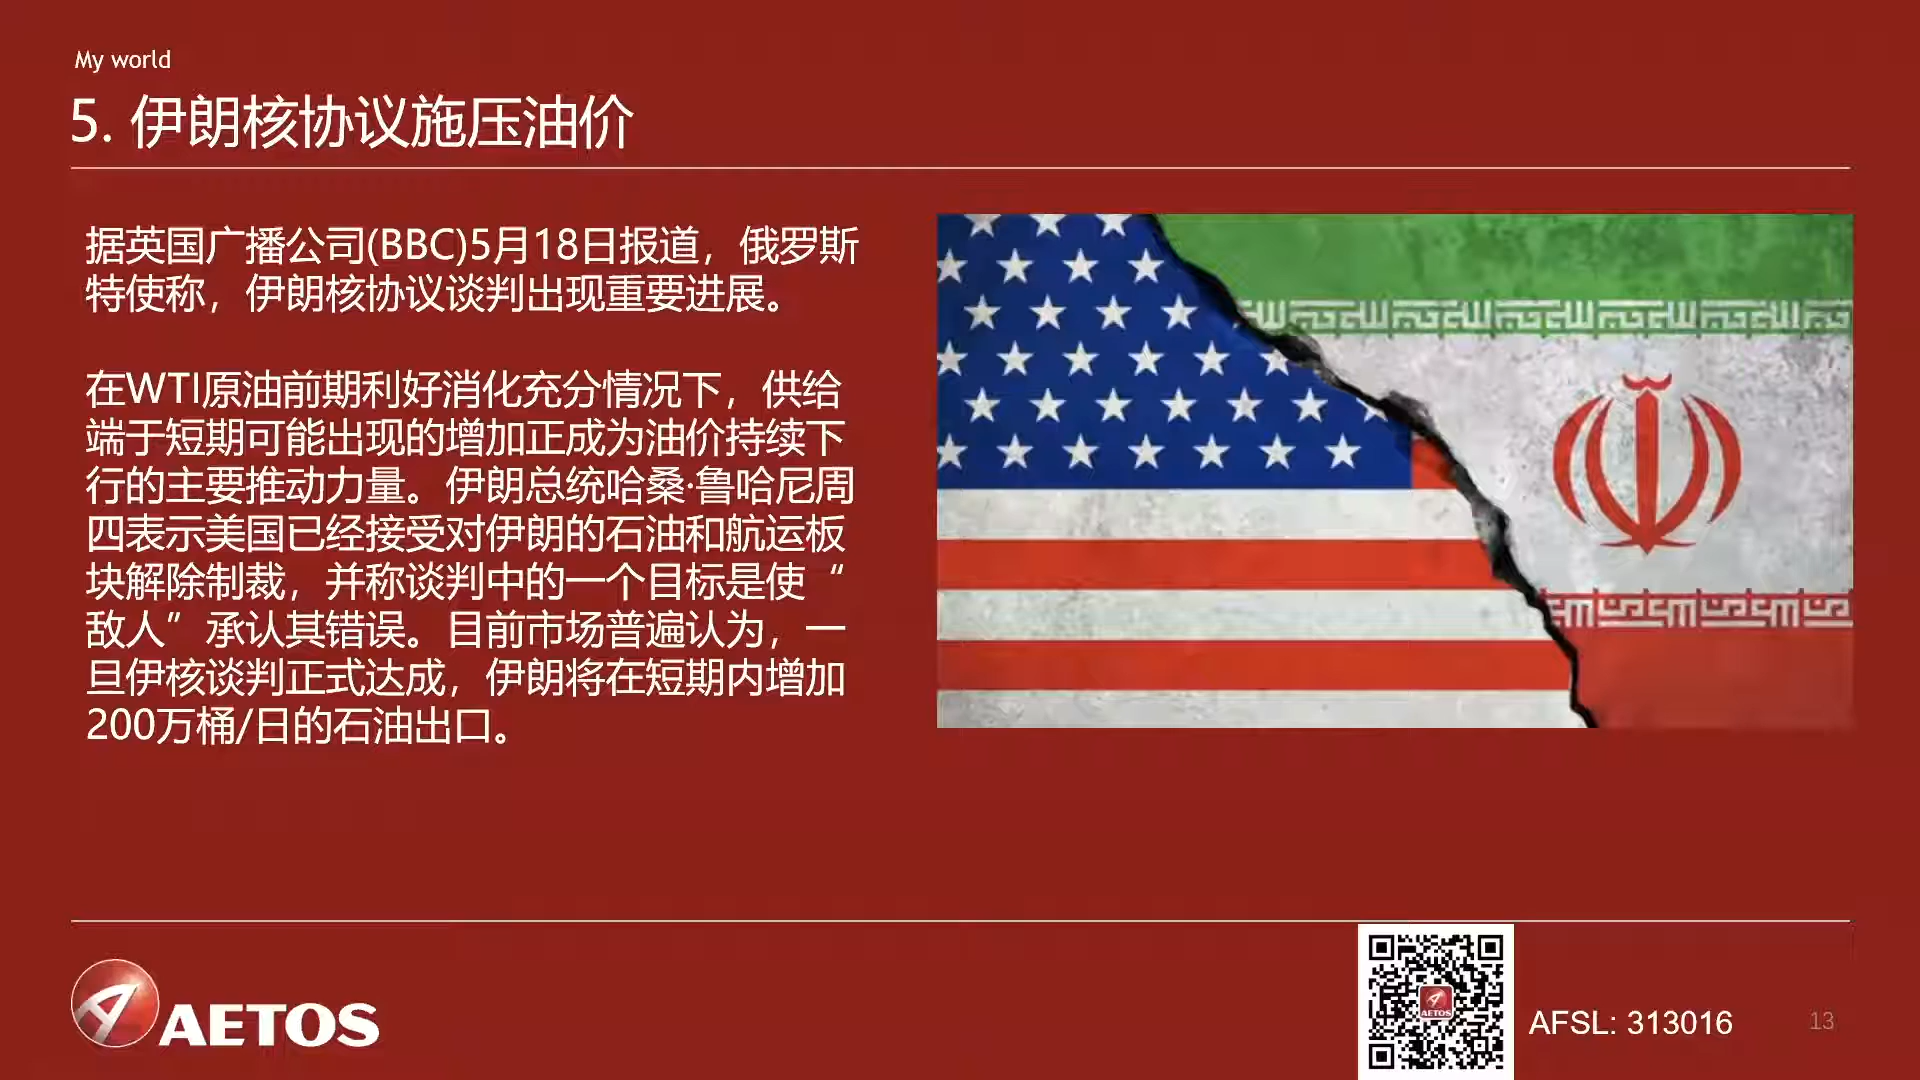 My world
5. 伊朗核协议施压油价
据英国广播公司(BBC)5月18日报道，俄罗斯
特使称，伊朗核协议谈判出现重要进展。
在WTI原油前期利好消化充分情况下，供给
端于短期可能出现的增加正成为油价持续下
行的主要推动力量。伊朗总统哈桑·鲁哈尼周
四表示美国已经接受对伊朗的石油和航运板
块解除制裁，并称谈判中的一个目标是使“
敌人”承认其错误。目前市场普遍认为，一
旦伊核谈判正式达成，伊朗将在短期内增加
200万桶/日的石油出口。
AETOS
AETOS
AFSL: 313016
13